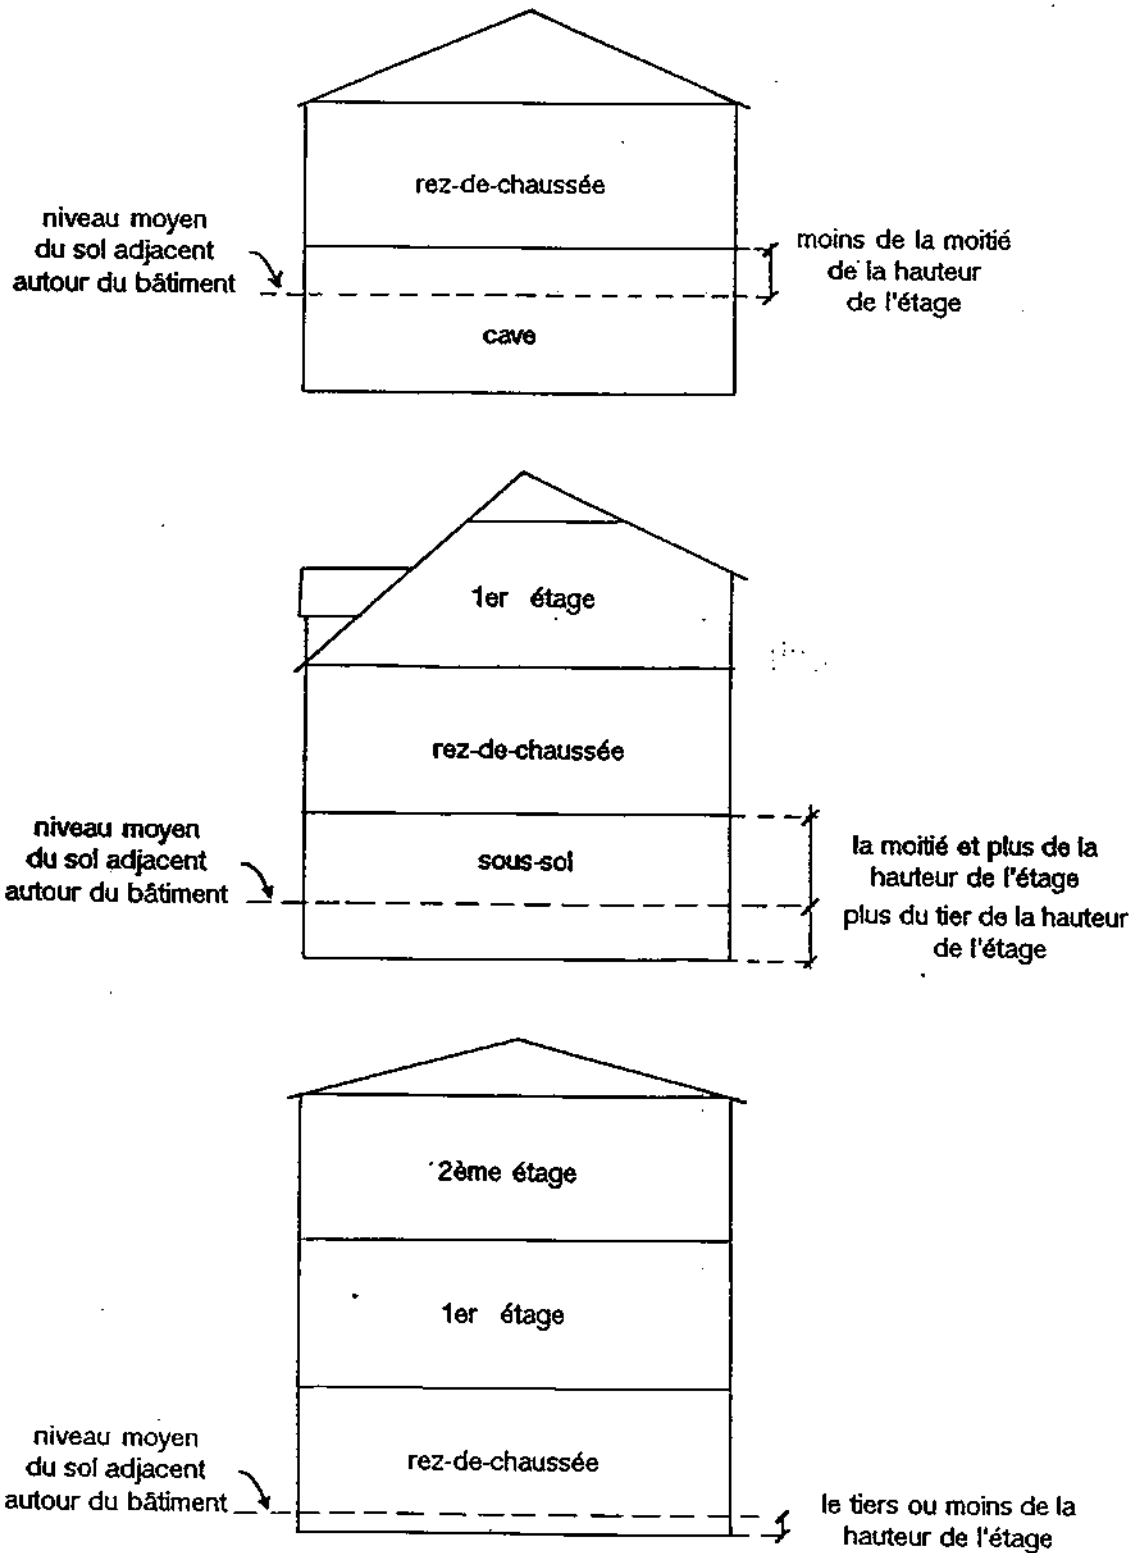 rez-de-chaussée
niveau moyen
du sol adjacent
autour du bâtiment
moins de la moitié
de la hauteur
de l'étage
cave
1er étage
rez-de-chaussée
niveau moyen
du sol adjacent
autour du bâtiment
sous-sol
la moitié et plus de la
hauteur de l'étage
plus du tier de la hauteur
de l'étage
2ème étage
1er étage
niveau moyen
du sol adjacent
autour du bâtiment
rez-de-chaussée
le tiers ou moins de la
hauteur de l'étage